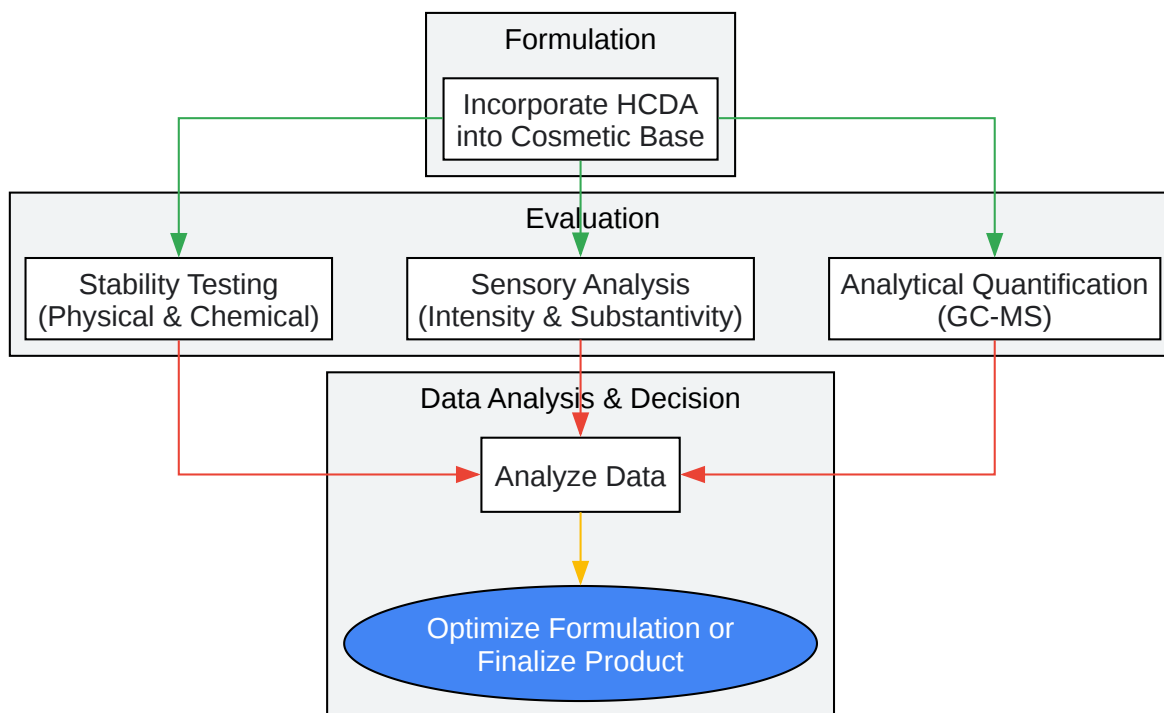 Formulation
Incorporate HCDA
into Cosmetic Base
Evaluation
Stability Testing
(Physical & Chemical)
Sensory Analysis
(Intensity & Substantivity)
Analytical Quantification
(GC-MS)
Data Analysis & Decision
Analyze Data
Optimize Formulation or
Finalize Product